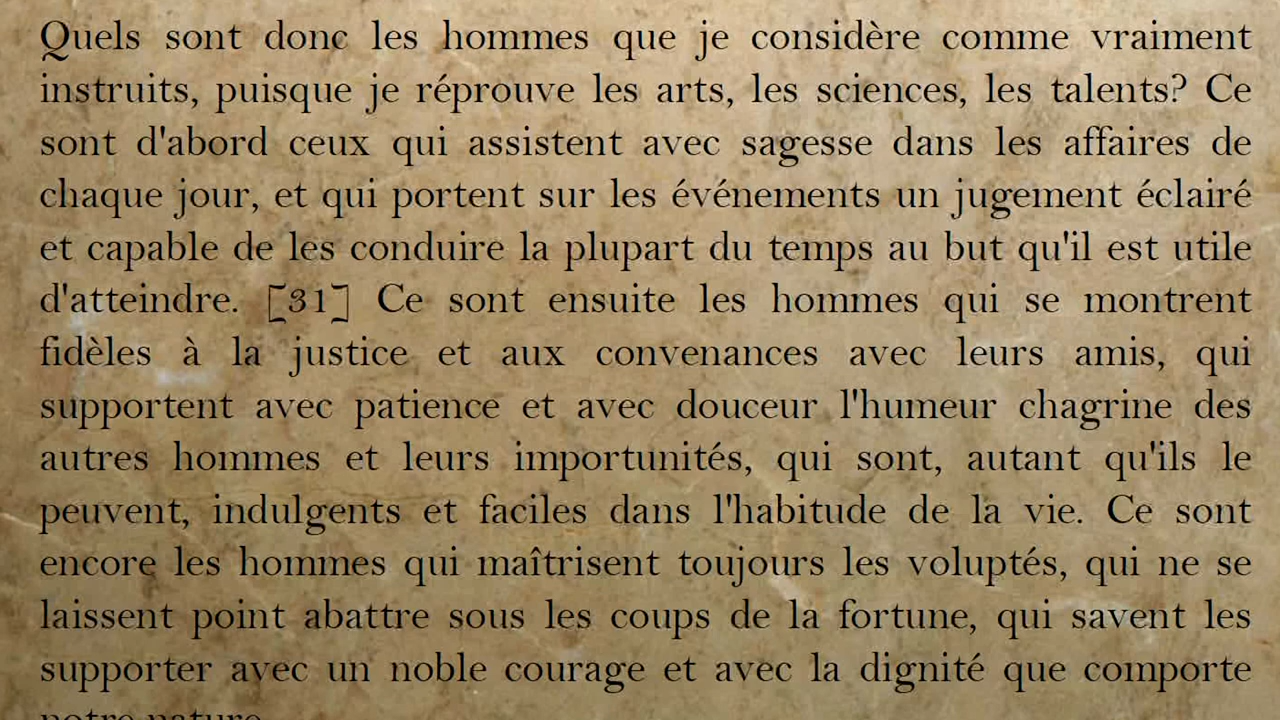 Quels sont donc les hommes que je considère comme vraiment
instruits, puisque je réprouve les arts, les sciences, les talents? Ce
sont d'abord ceux qui assistent avec sagesse dans les affaires de
chaque jour, et qui portent sur les événements un jugement éclairé
et capable de les conduire la plupart du temps au but qu'il est utile
d'atteindre. [31] Ce sont ensuite les hommes qui se montrent
fidèles à la justice et aux convenances avec leurs amis, qui
supportent avec patience et avec douceur l'humeur chagrine des
autres hommes et leurs importunités, qui sont, autant qu'ils le
peuvent, indulgents et faciles dans l'habitude de la vie. Ce sont
encore les hommes qui maîtrisent toujours les voluptés, qui ne se
laissent point abattre sous les coups de la fortune, qui savent les
supporter avec un noble courage et avec la dignité que comporte
notre nature.